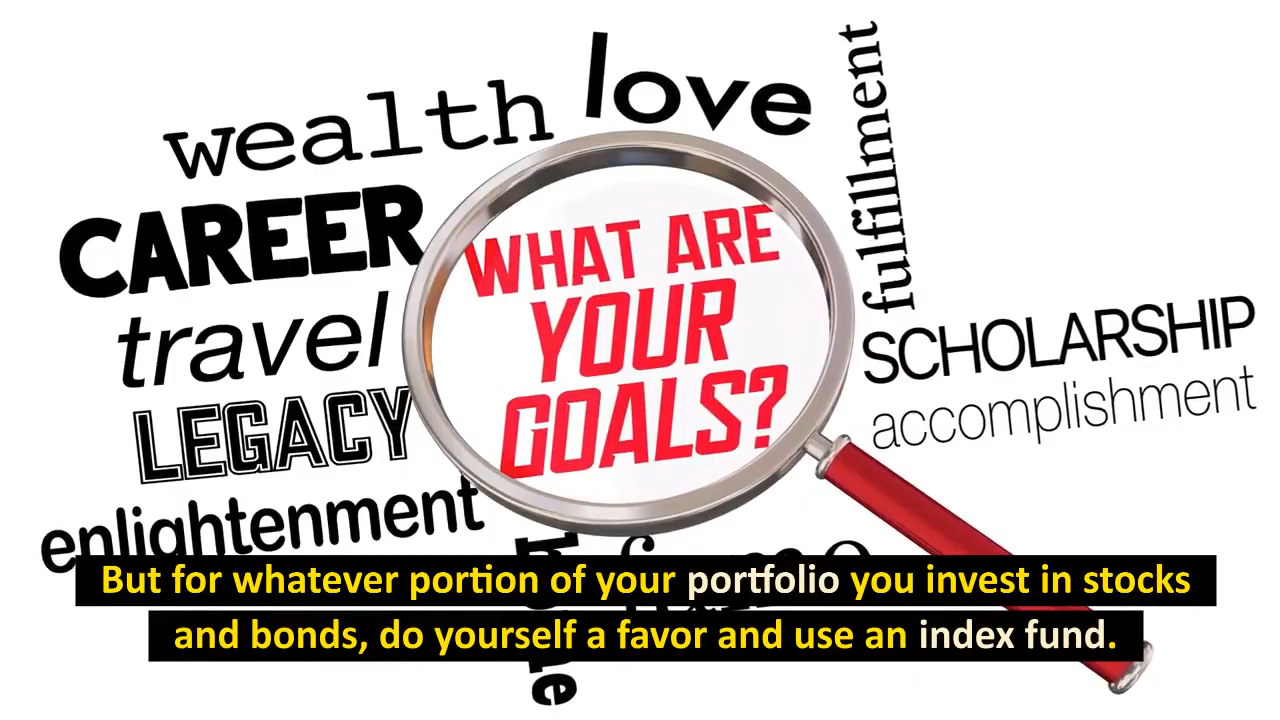 wealth
love
fulfillment
CAREER
WHAT ARE
YOUR
GOALS?
travel
SCHOLARSHIP
accomplishment
LEGACY
enlightenment
But for whatever portion of your portfolio you invest in stocks
and bonds, do yourself a favor and use an index fund.